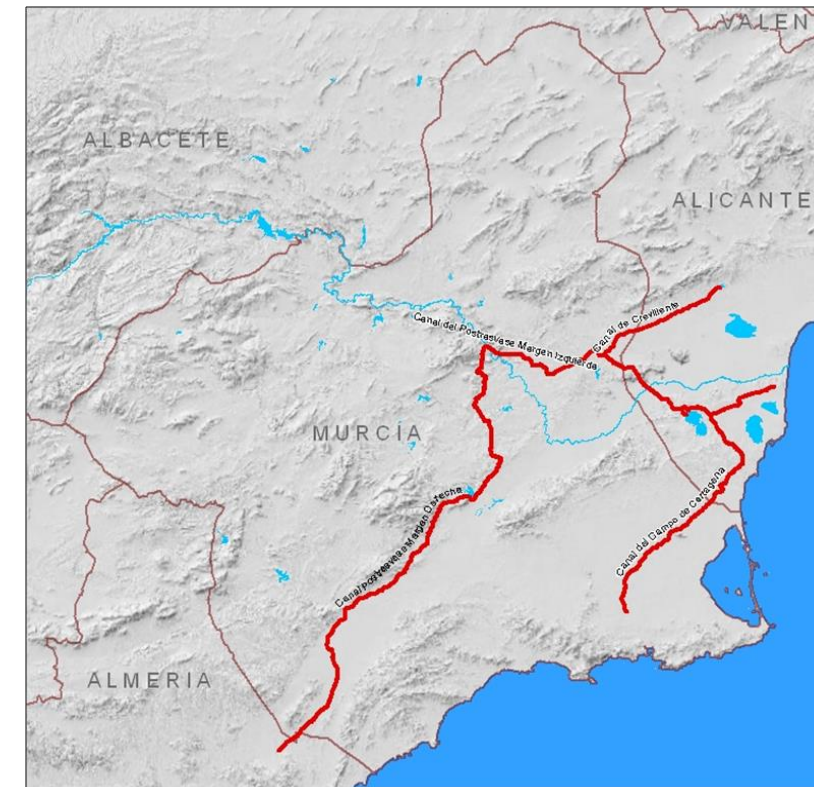 VALEN
ALBACETE
ALICANTE
Canal de Crevillente
Canal del Postrasvase Margen Izquierda
MURCÍA
Canal Postrasvase Margen Derecha
Canal del Campo de Cartagena
ALMERIA